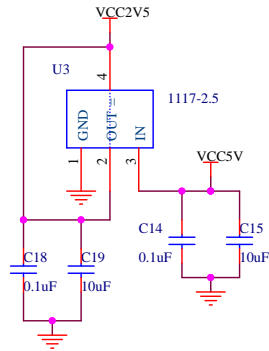 VCC2V5
U3
4
1117-2.5
GND
OUT
IN
1
2
3
VCC5V
C18
C19
C14
C15
0.1uF
10uF
0.1uF
10uF